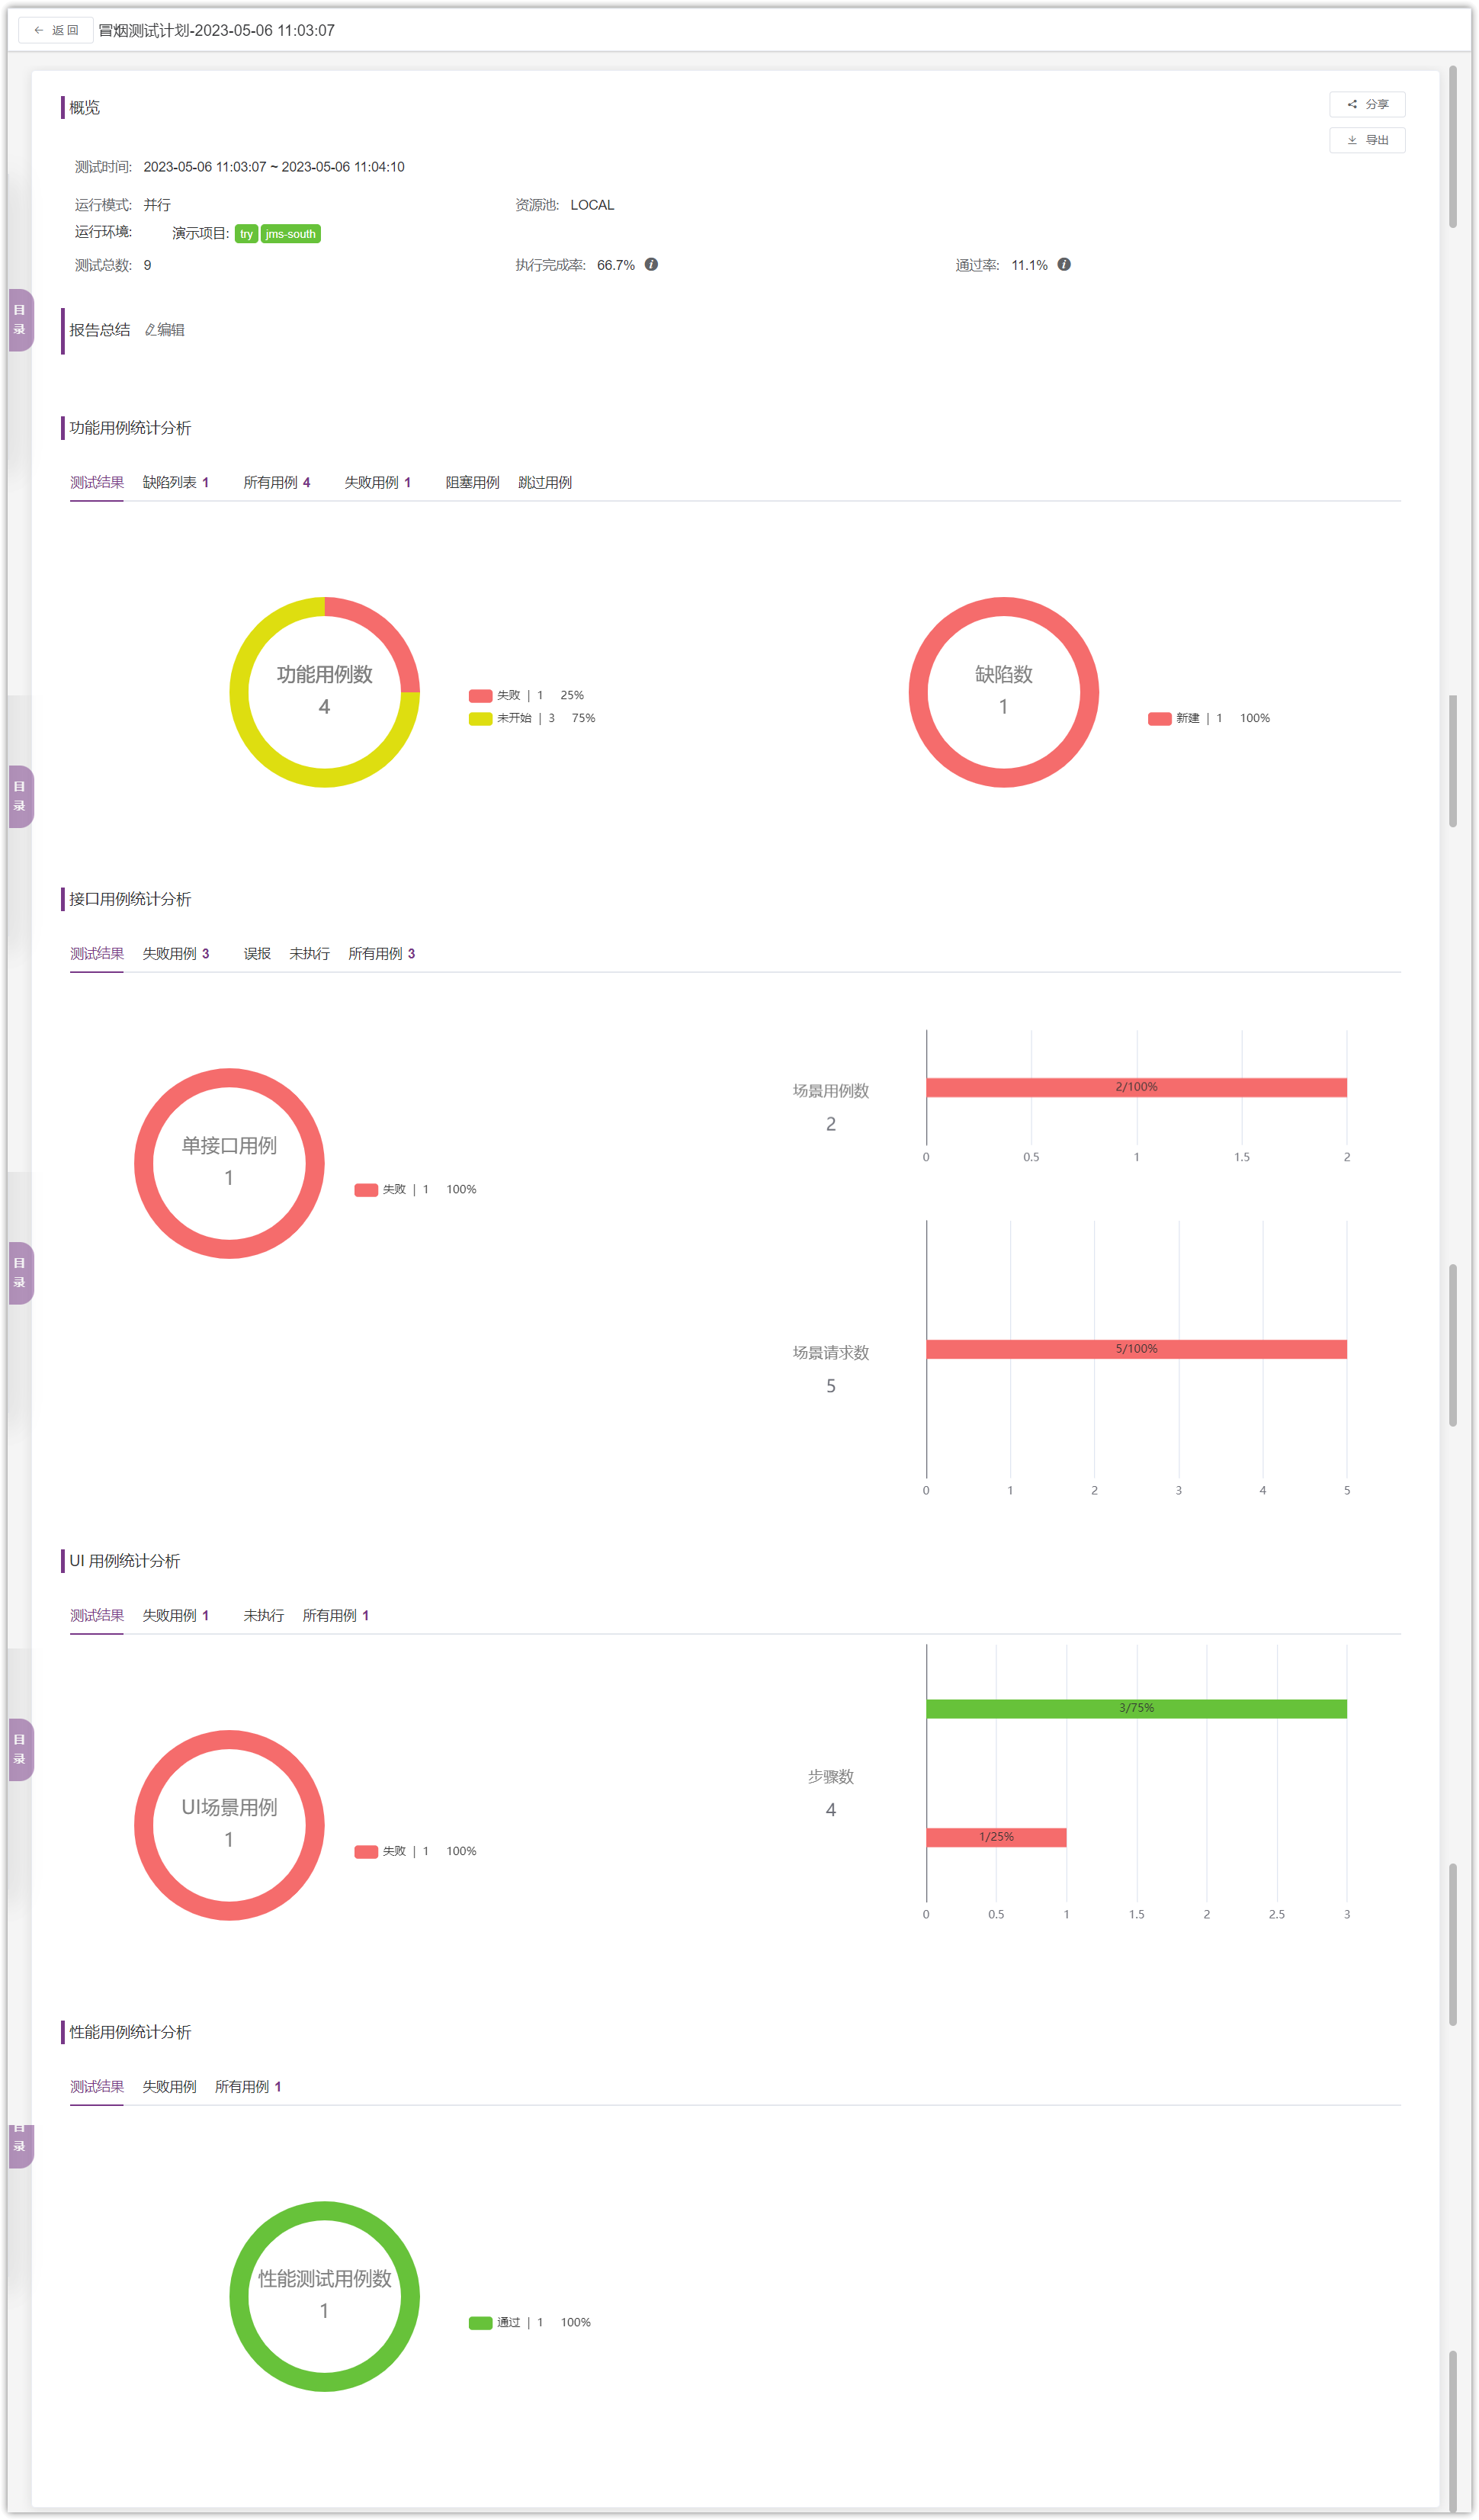 返 回 冒烟测试计划-2023-05-06 11:03:07
概览
分享
导出
测试时间: 2023-05-06 11:03:07 ~ 2023-05-06 11:04:10
运行模式: 并行 资源池: LOCAL
运行环境: 演示项目: try jms-south
测试总数: 9 执行完成率: 66.7% 通过率: 11.1%
目
录
报告总结 编辑
功能用例统计分析
测试结果 缺陷列表 1 所有用例 4 失败用例 1 阻塞用例 跳过用例
功能用例数
4
失败 | 1 25%
未开始 | 3 75%
缺陷数
1
新建 | 1 100%
目
录
接口用例统计分析
测试结果 失败用例 3 误报 未执行 所有用例 3
单接口用例
1
失败 | 1 100%
场景用例数
2
2/100%
0 0.5 1 1.5 2
目
录
场景请求数
5
5/100%
0 1 2 3 4 5
UI 用例统计分析
测试结果 失败用例 1 未执行 所有用例 1
UI场景用例
1
失败 | 1 100%
步骤数
4
3/75%
1/25%
0 0.5 1 1.5 2 2.5 3
目
录
性能用例统计分析
测试结果 失败用例 所有用例 1
目
录
性能测试用例数
1
通过 | 1 100%